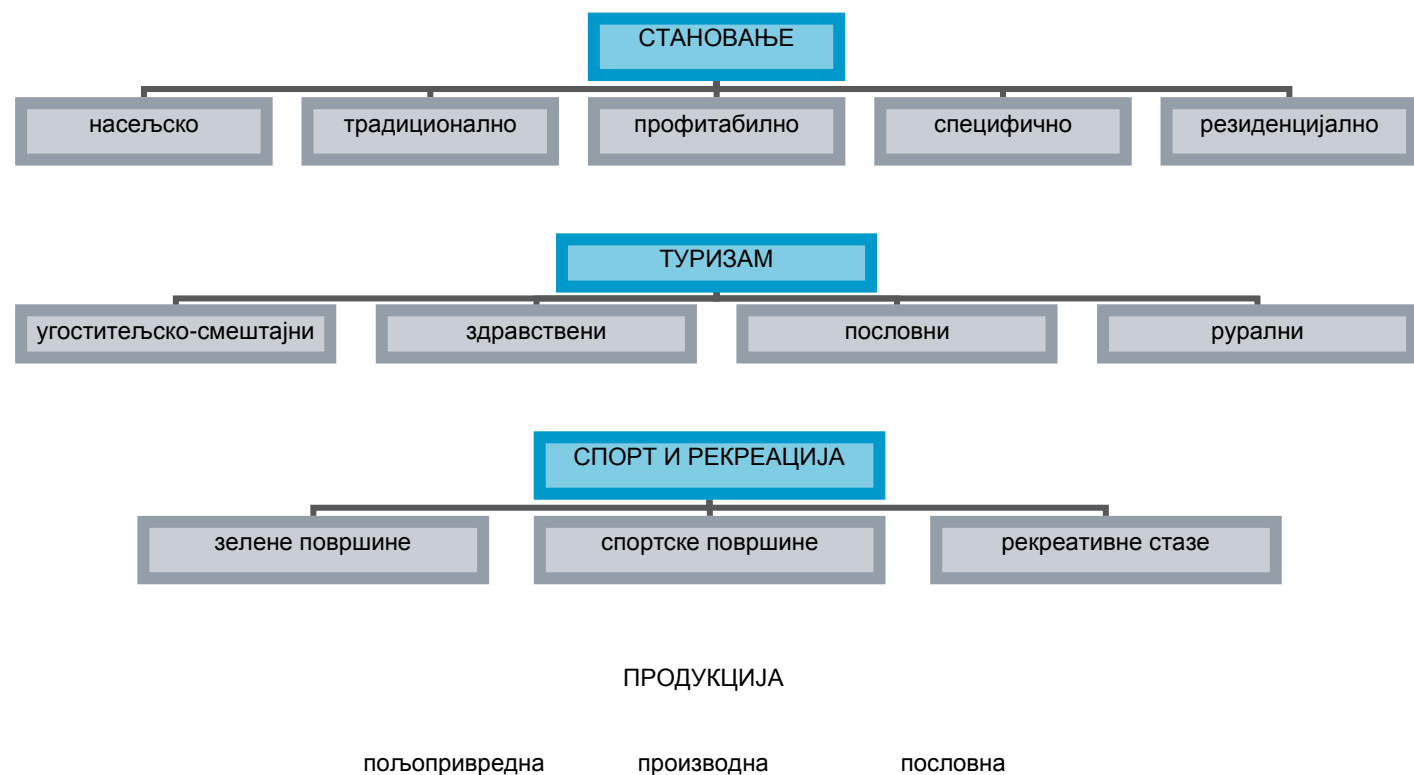 СТАНОВАЊЕ
насељско традиционално профитабилно специфично резиденцијално
ТУРИЗАМ
угоститељско-смештајни здравствени пословни рурални
СПОРТ И РЕКРЕАЦИЈА
зелене површине спортске површине рекреативне стазе
ПРОДУКЦИЈА
пољопривредна производна пословна